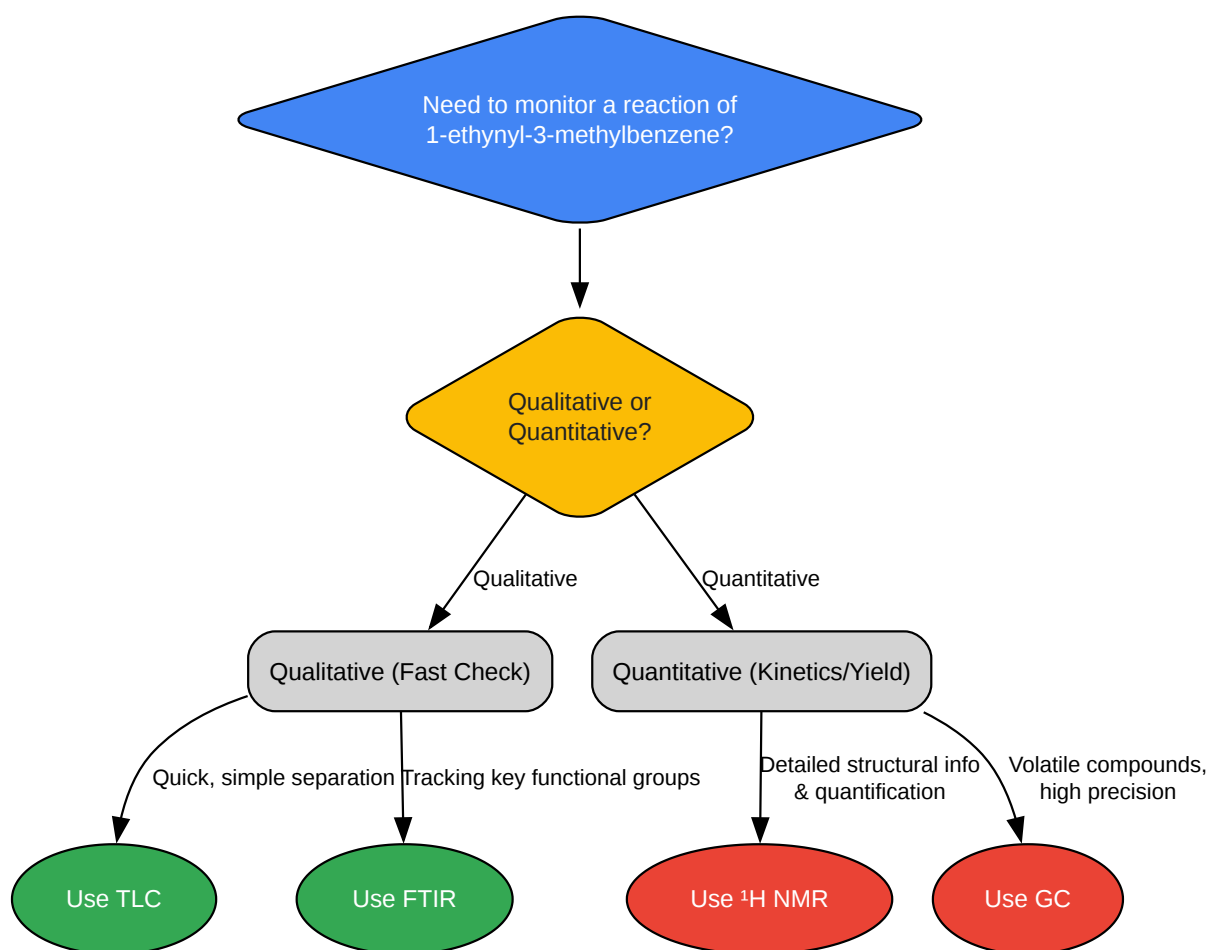 Need to monitor a reaction of
1-ethynyl-3-methylbenzene?
Qualitative or
Quantitative?
Qualitative
Quantitative
Qualitative (Fast Check)
Quantitative (Kinetics/Yield)
Quick, simple separation
Tracking key functional groups
Detailed structural info
& quantification
Volatile compounds,
high precision
Use TLC
Use FTIR
Use ¹H NMR
Use GC